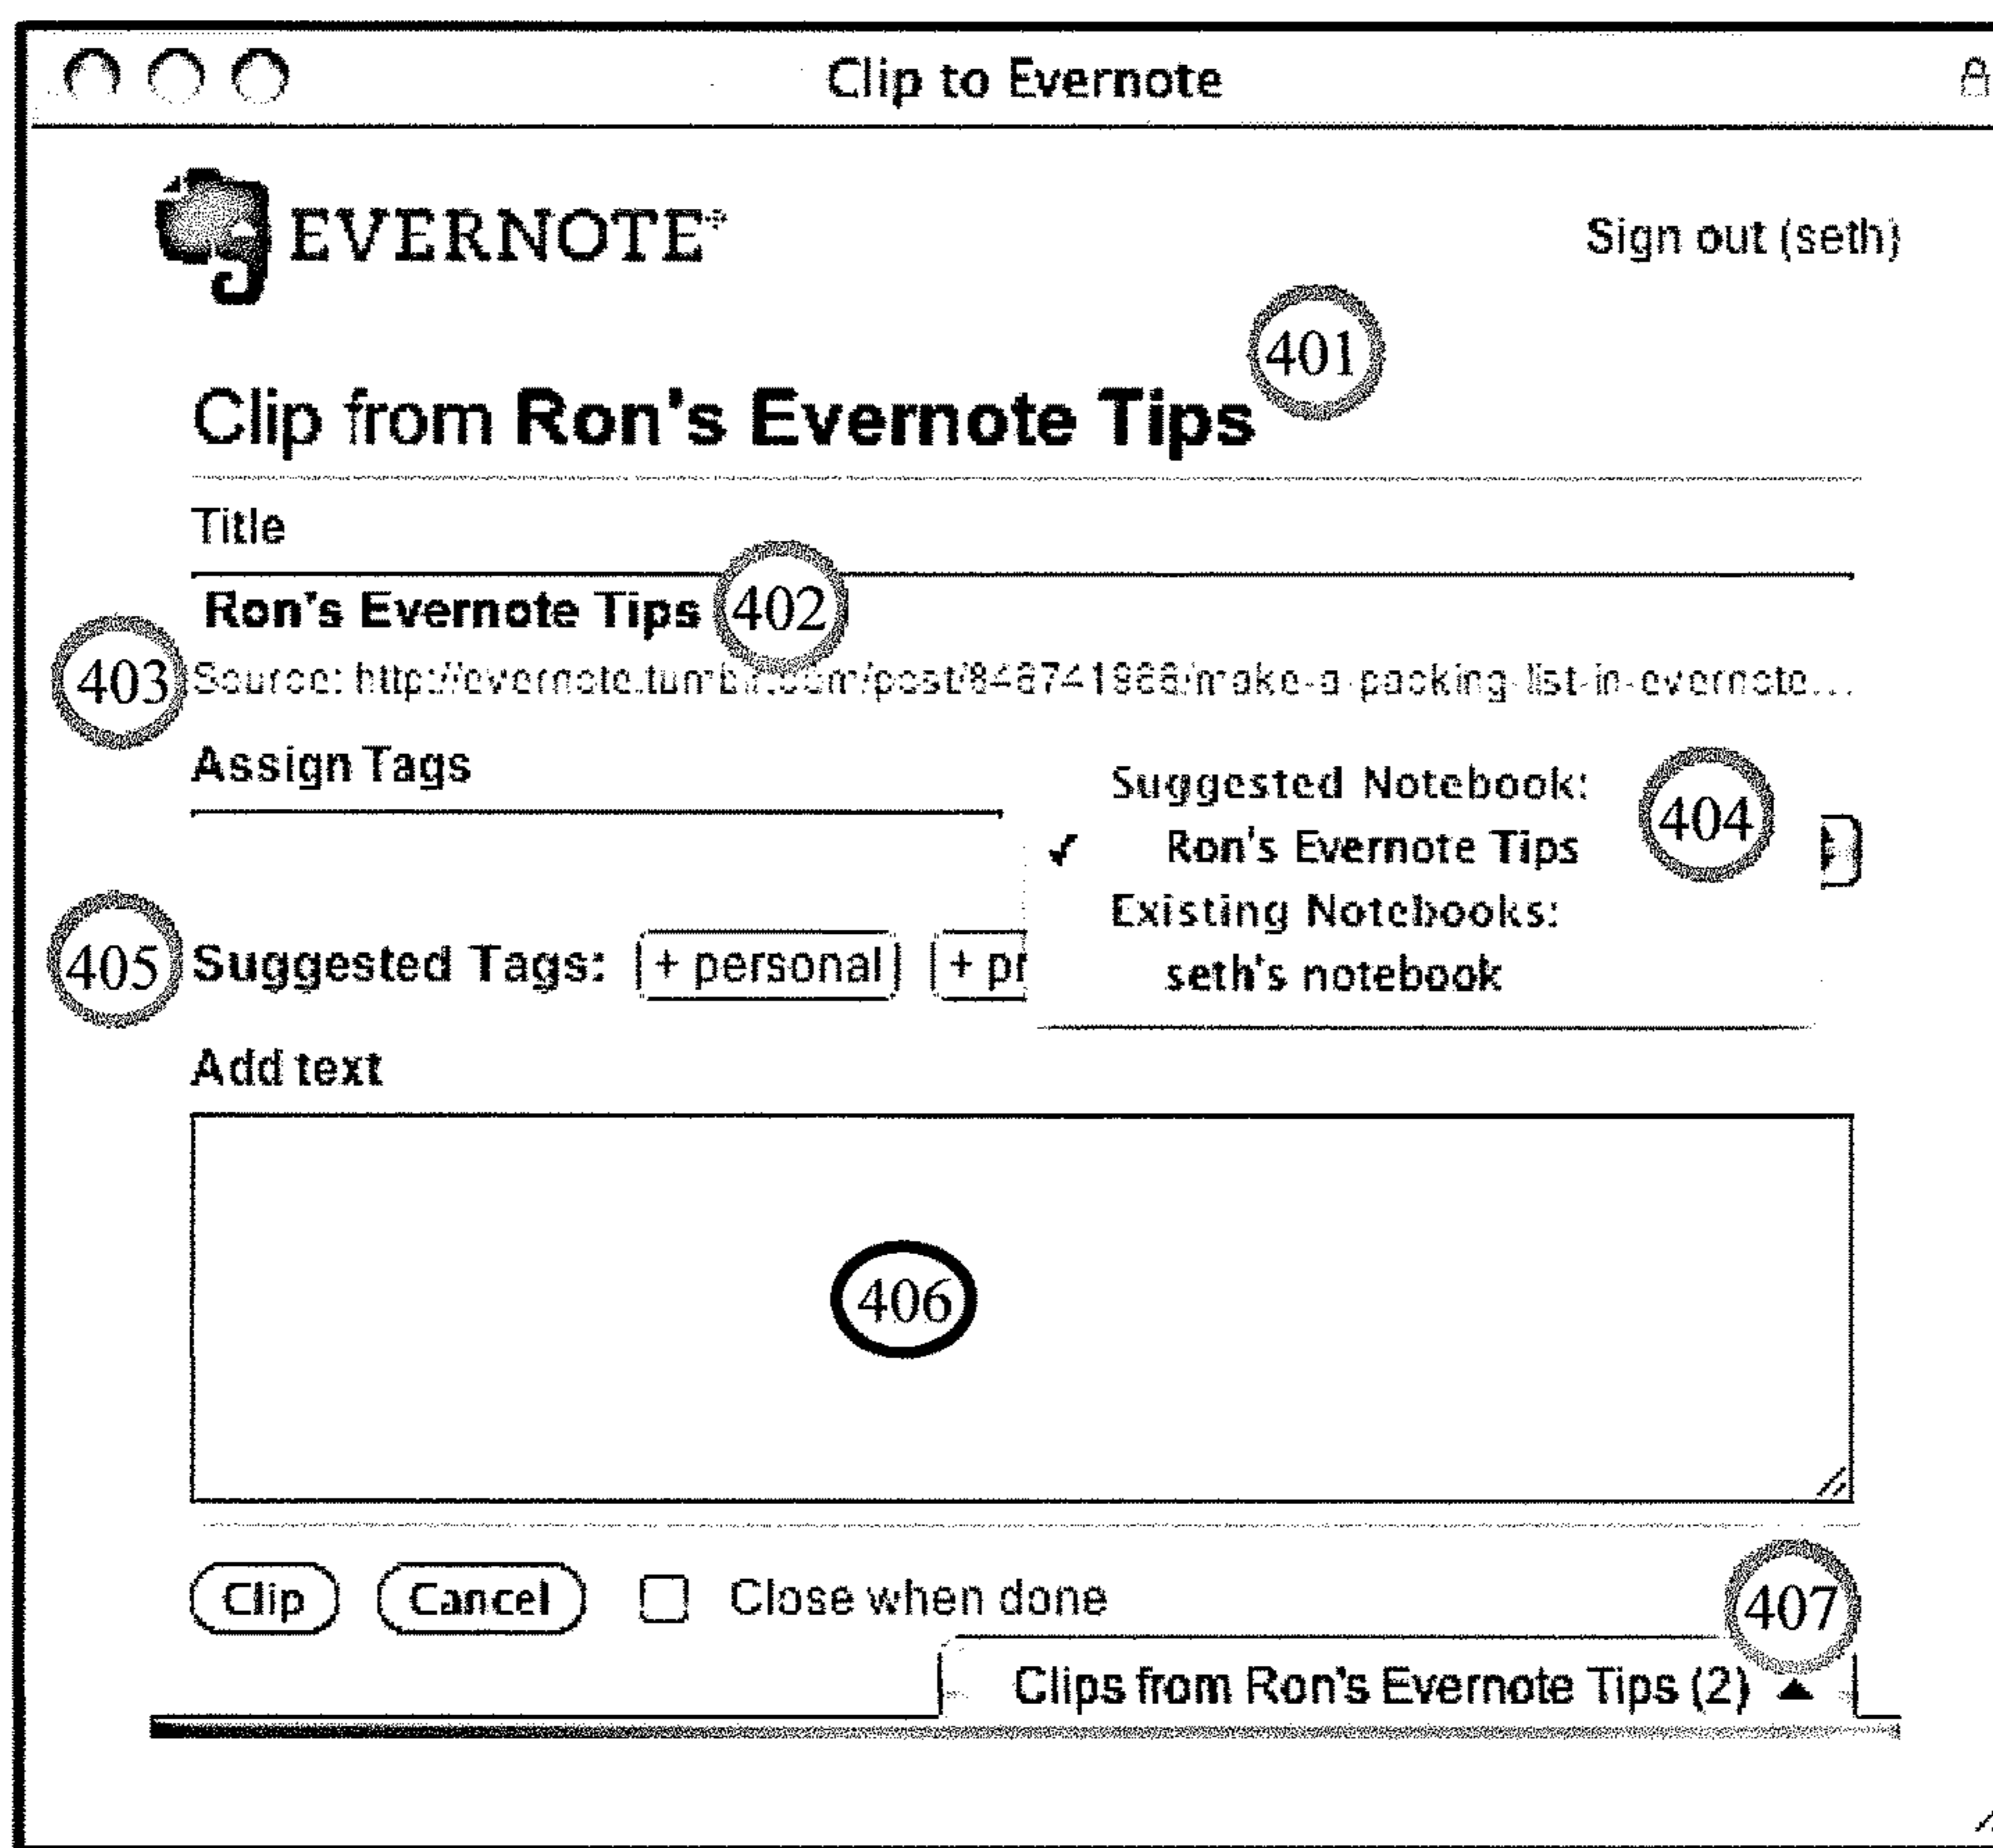 Clip to Evernote
EVERNOTE®
Sign out (seth)
401
Clip from Ron's Evernote Tips
Title
Ron's Evernote Tips 402
403 Source:
Assign Tags
Suggested Notebook: 404
✓ Ron's Evernote Tips
Existing Notebooks:
seth's notebook
405 Suggested Tags: + personal + pr
Add text
406
Clip Cancel Close when done
407
Clips from Ron's Evernote Tips (2) ▲